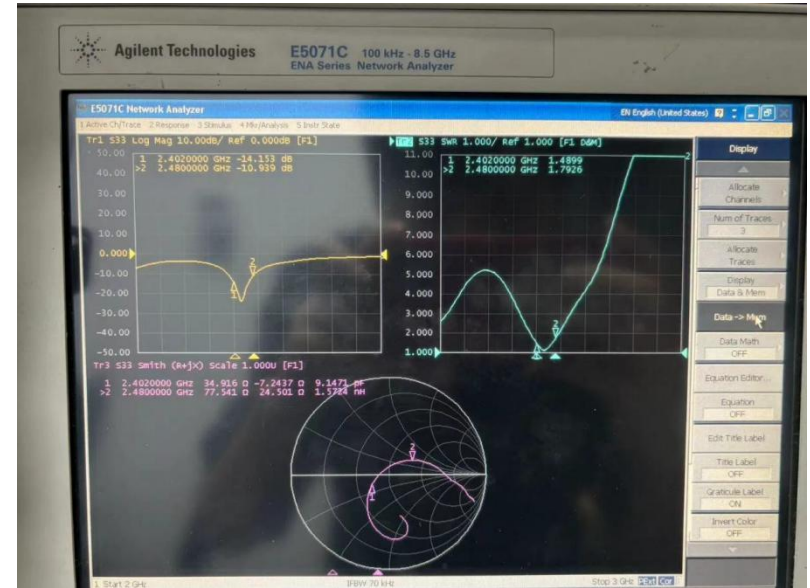 Agilent Technologies E5071C 100 kHz - 8.5 GHz
ENA Series Network Analyzer
E5071C Network Analyzer
EN English (United States)
1 Active Ch/Trace 2 Response 3 Stimulus 4 Mkr/Analysis 5 Instr State
Tr1 S33 Log Mag 10.00dB/ Ref 0.000dB [F1]
50.00
1 2.4020000 GHz -14.153 dB
>2 2.4800000 GHz -10.939 dB
40.00
30.00
20.00
10.00
0.000
-10.00
-20.00
-30.00
-40.00
-50.00
1
2
Tr2 S33 SWR 1.000/ Ref 1.000 [F1 D&M]
11.00
1 2.4020000 GHz 1.4899
>2 2.4800000 GHz 1.7926
10.00
9.000
8.000
7.000
6.000
5.000
4.000
3.000
2.000
1.000
1
2
2
Tr3 S33 Smith (R+jX) Scale 1.000U [F1]
1 2.4020000 GHz 34.916 Ω -7.2437 Ω 9.1471 pF
>2 2.4800000 GHz 77.541 Ω 24.501 Ω 1.5724 nH
1
2
1 Start 2 GHz
IFBW 70 kHz
Stop 3 GHz
Cor
Display
Allocate
Channels
Num of Traces
3
Allocate
Traces
Display
Data & Mem
Data -> Mem
Data Math
OFF
Equation Editor...
Equation
OFF
Edit Title Label
Title Label
OFF
Graticule Label
ON
Invert Color
OFF